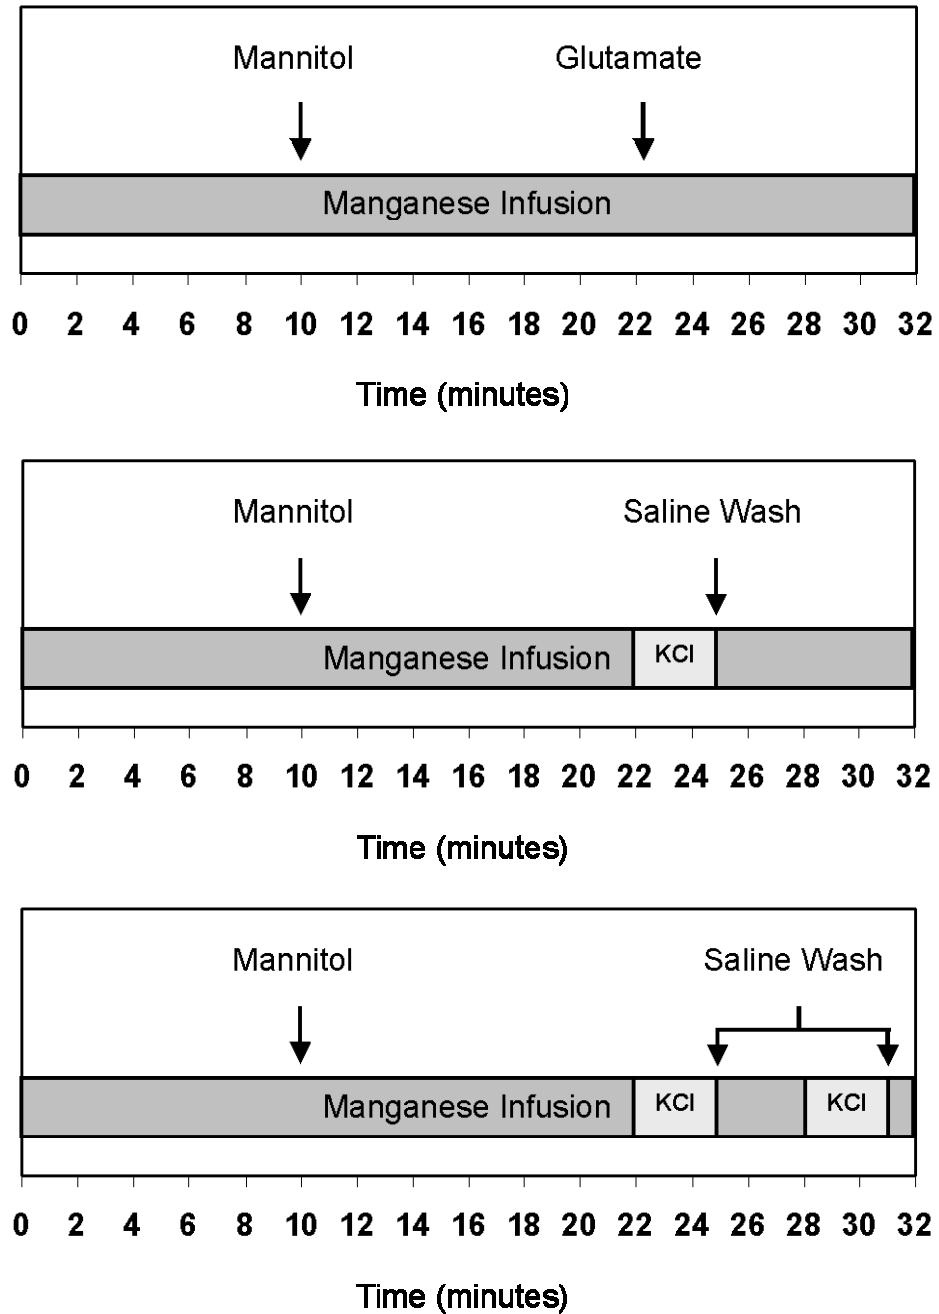 Mannitol Glutamate
Manganese Infusion
0 2 4 6 8 10 12 14 16 18 20 22 24 26 28 30 32
Time (minutes)
Mannitol Saline Wash
Manganese Infusion KCl
0 2 4 6 8 10 12 14 16 18 20 22 24 26 28 30 32
Time (minutes)
Mannitol Saline Wash
Manganese Infusion KCl KCl
0 2 4 6 8 10 12 14 16 18 20 22 24 26 28 30 32
Time (minutes)